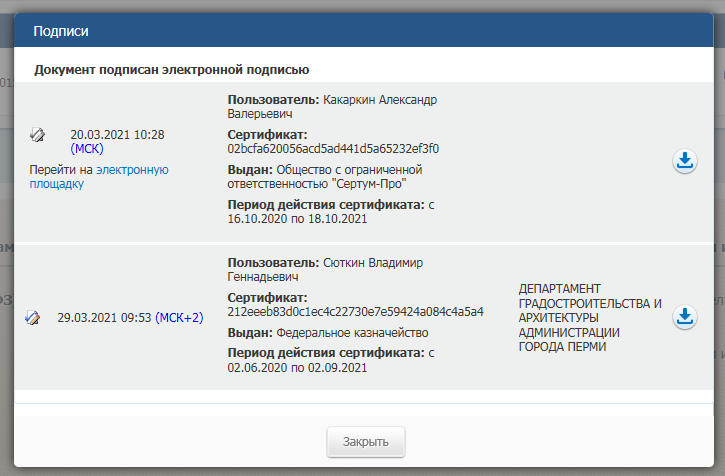 Подписи
Документ подписан электронной подписью
20.03.2021 10:28
(МСК)
Перейти на электронную
площадку
Пользователь: Какаркин Александр
Валерьевич
Сертификат:
02bcfa620056acd5ad441d5a65232ef3f0
Выдан: Общество с ограниченной
ответственностью "Сертум-Про"
Период действия сертификата: с
16.10.2020 по 18.10.2021
29.03.2021 09:53 (МСК+2)
Пользователь: Сюткин Владимир
Геннадьевич
Сертификат:
212eeeb83d0c1ec4c22730e7e59424a084c4a5a4
Выдан: Федеральное казначейство
Период действия сертификата: с
02.06.2020 по 02.09.2021
ДЕПАРТАМЕНТ
ГРАДОСТРОИТЕЛЬСТВА И
АРХИТЕКТУРЫ
АДМИНИСТРАЦИИ
ГОРОДА ПЕРМИ
Закрыть